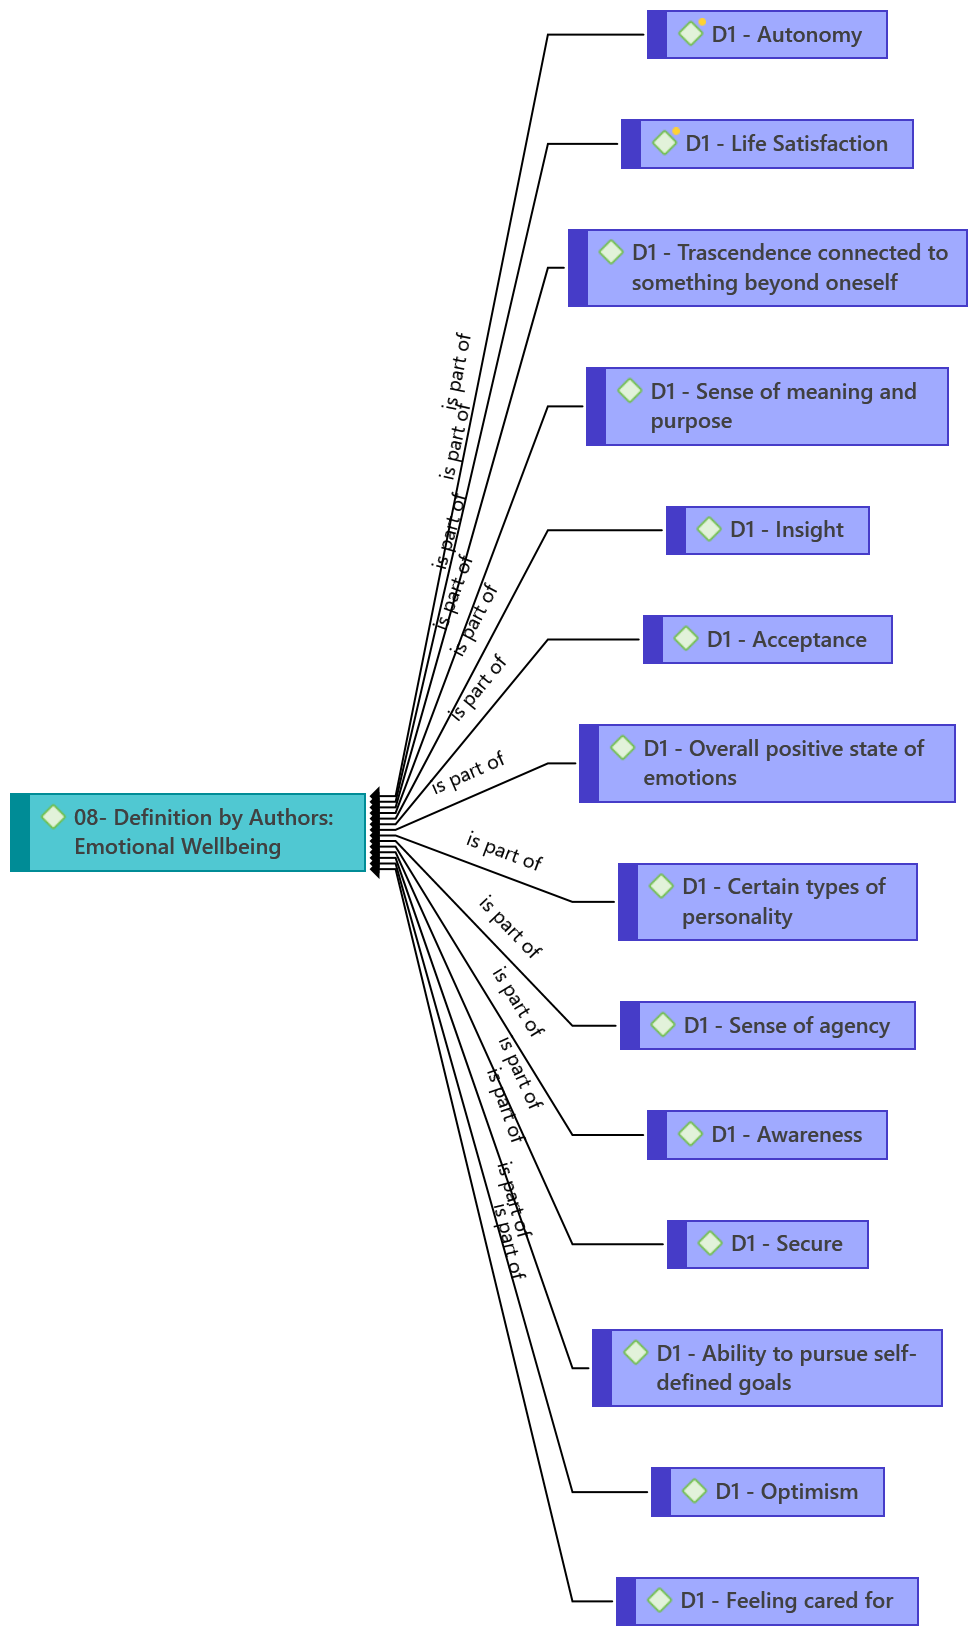 D1 - Autonomy
D1 - Life Satisfaction
D1 - Trascendence connected to
something beyond oneself
D1 - Sense of meaning and
purpose
D1 - Insight
D1 - Acceptance
D1 - Overall positive state of
emotions
08- Definition by Authors:
Emotional Wellbeing
D1 - Certain types of
personality
D1 - Sense of agency
D1 - Awareness
D1 - Secure
D1 - Ability to pursue self-
defined goals
D1 - Optimism
D1 - Feeling cared for
is part of
is part of
is part of
is part of
is part of
is part of
is part of
is part of
is part of
is part of
is part of
is part of
is part of
is part of